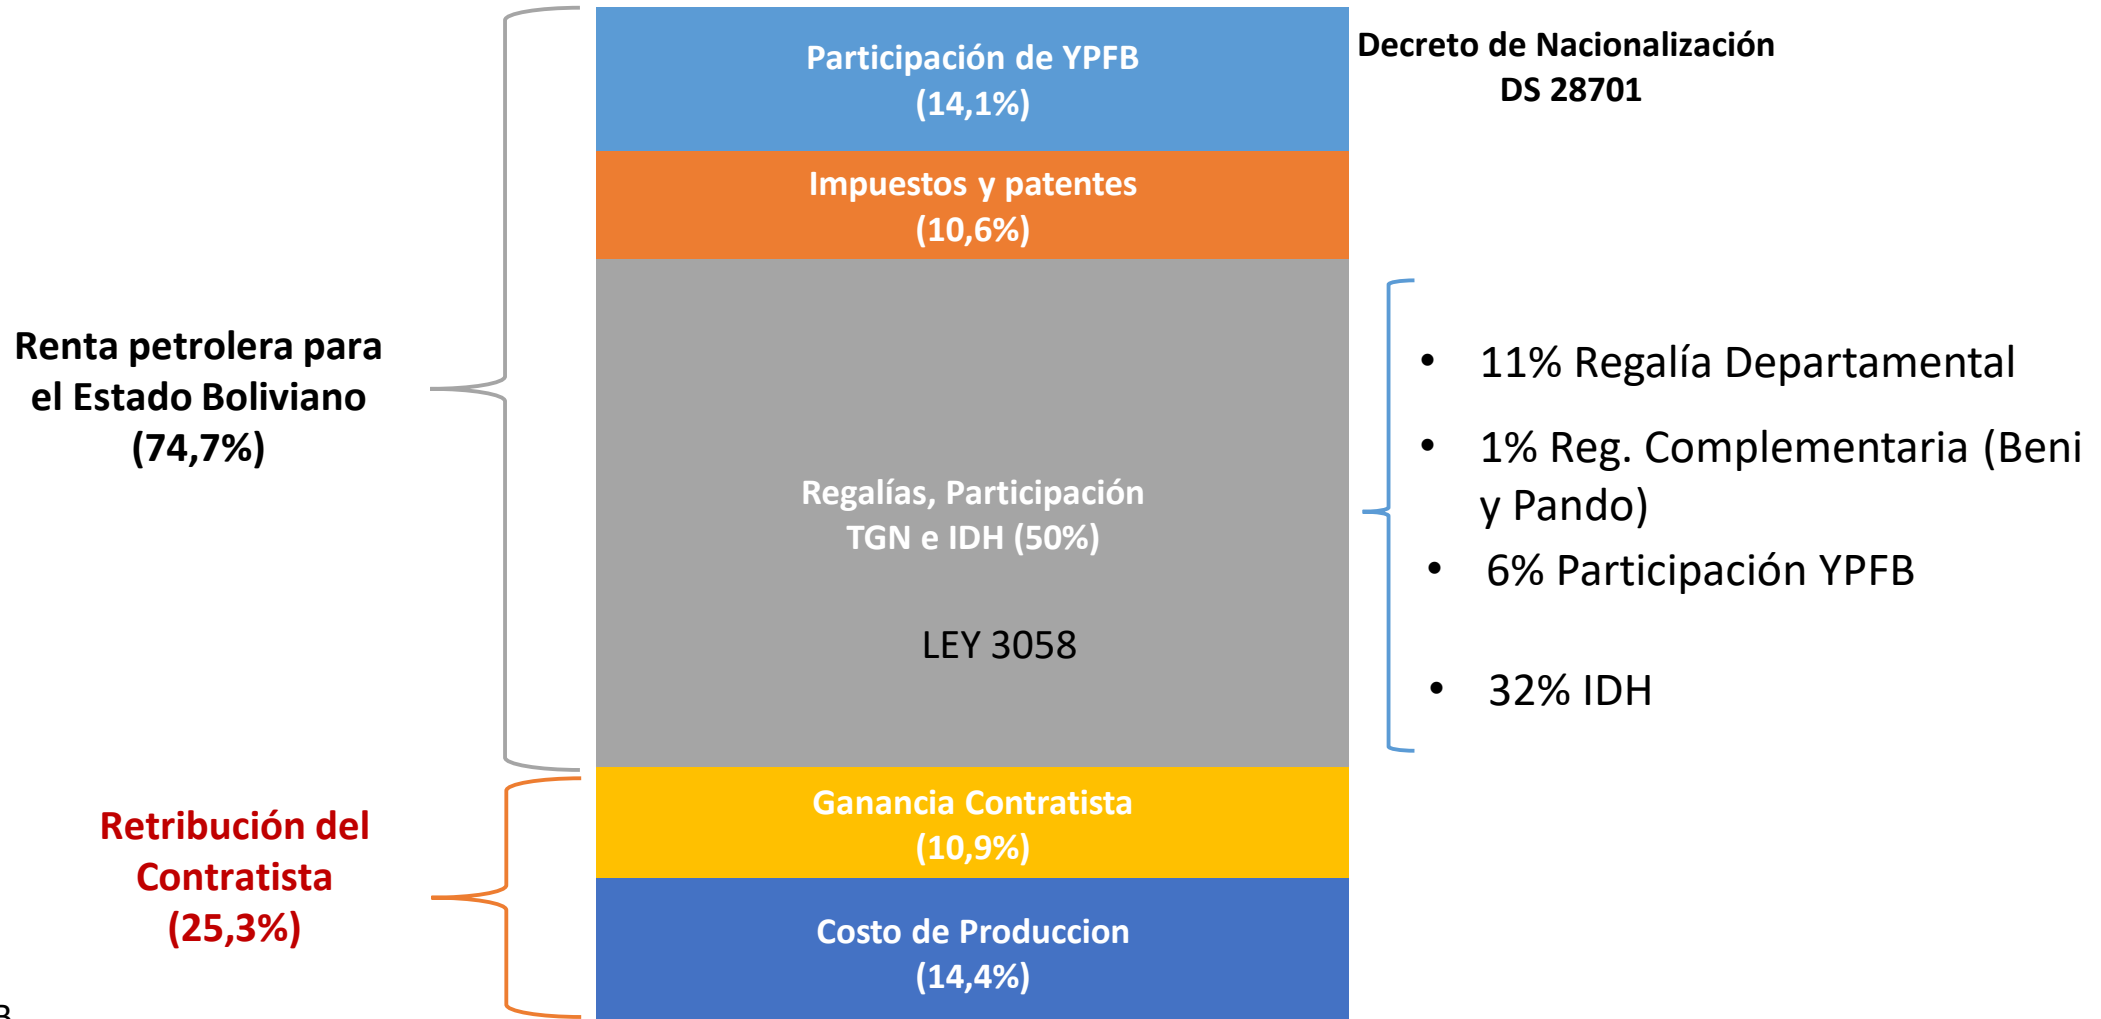 Participación de YPFB
(14,1%)
Decreto de Nacionalización
DS 28701
Impuestos y patentes
(10,6%)
Renta petrolera para
el Estado Boliviano
(74,7%)
Regalías, Participación
TGN e IDH (50%)
LEY 3058
• 11% Regalía Departamental
• 1% Reg. Complementaria (Beni
y Pando)
• 6% Participación YPFB
• 32% IDH
Retribución del
Contratista
(25,3%)
Ganancia Contratista
(10,9%)
Costo de Produccion
(14,4%)